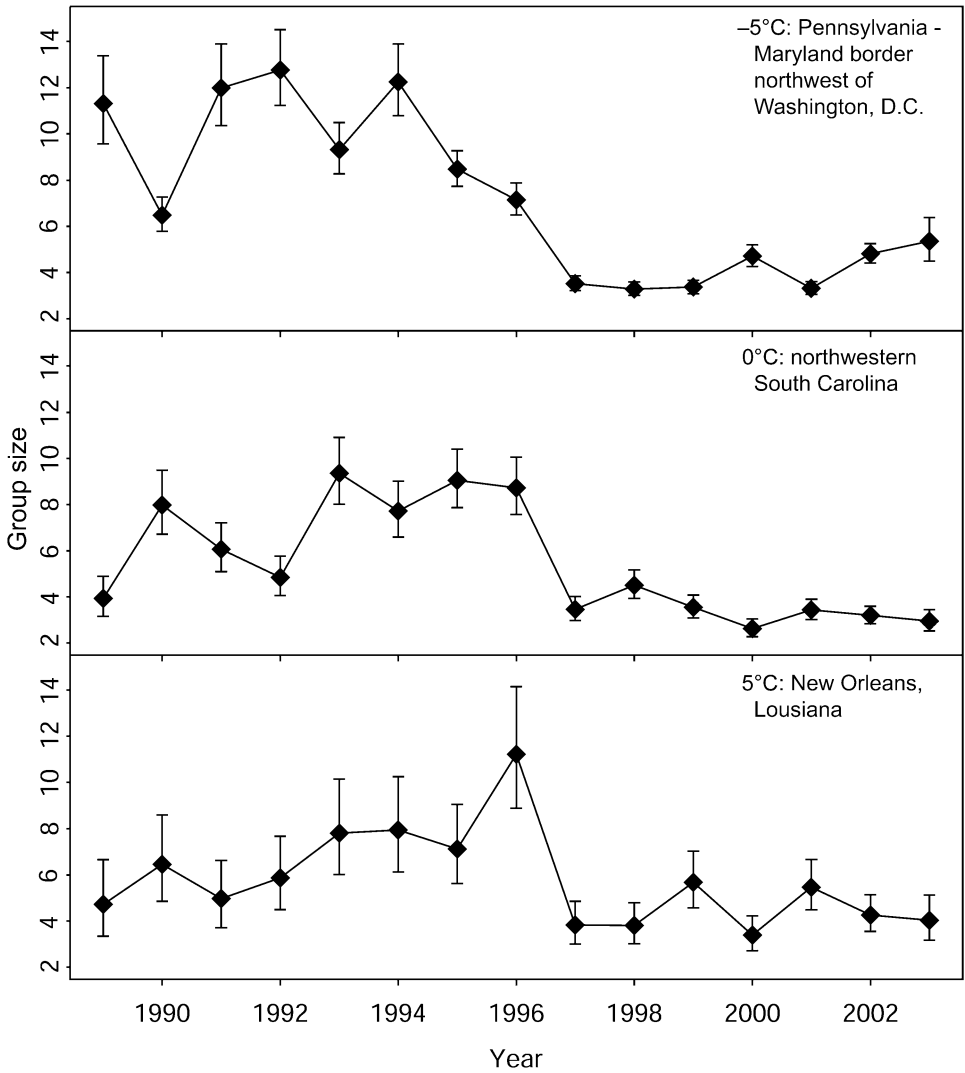 –5°C: Pennsylvania -
Maryland border
northwest of
Washington, D.C.
14
12
10
8
6
4
2
0°C: northwestern
South Carolina
14
12
10
8
6
4
2
Group size
5°C: New Orleans,
Lousiana
14
12
10
8
6
4
2
1990 1992 1994 1996 1998 2000 2002
Year